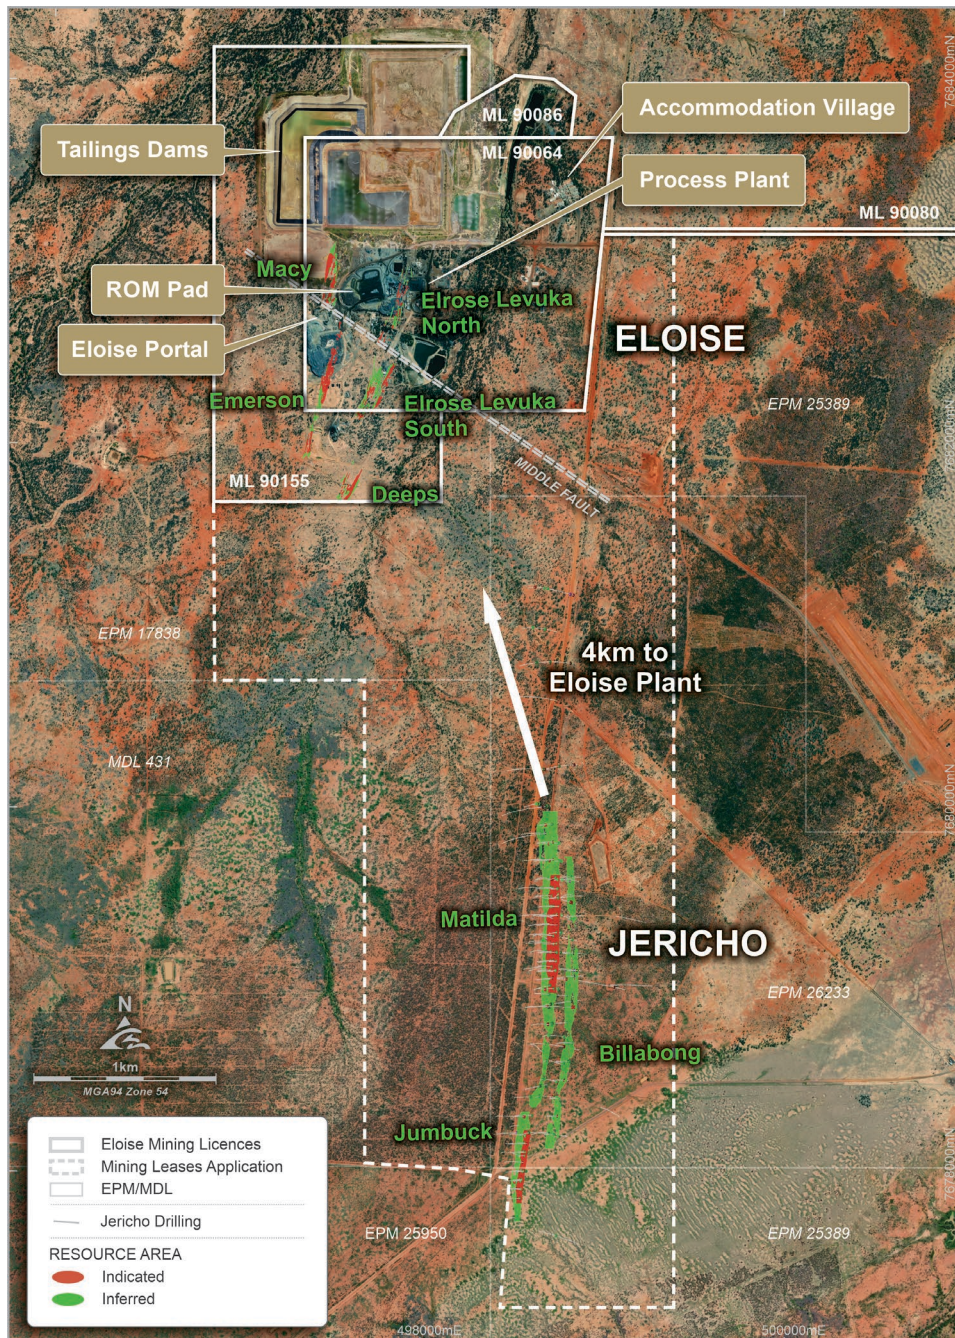 7684000mN
ML 90086
Accommodation Village
Tailings Dams
ML 90064
Process Plant
ML 90080
Macy
ROM Pad
Elrose Levuka
North
Eloise Portal
ELOISE
Emerson
Elrose Levuka
South
EPM 25389
MIDDLE FAULT
ML 90155
Deeps
EPM 17838
4km to
Eloise Plant
MDL 431
7680000mN
Matilda
JERICHO
EPM 26233
N
1km
MGA94 Zone 54
Billabong
Jumbuck
7678000mN
Eloise Mining Licences
Mining Leases Application
EPM/MDL
Jericho Drilling
RESOURCE AREA
Indicated
Inferred
EPM 25950
EPM 25389
498000mE
500000mE